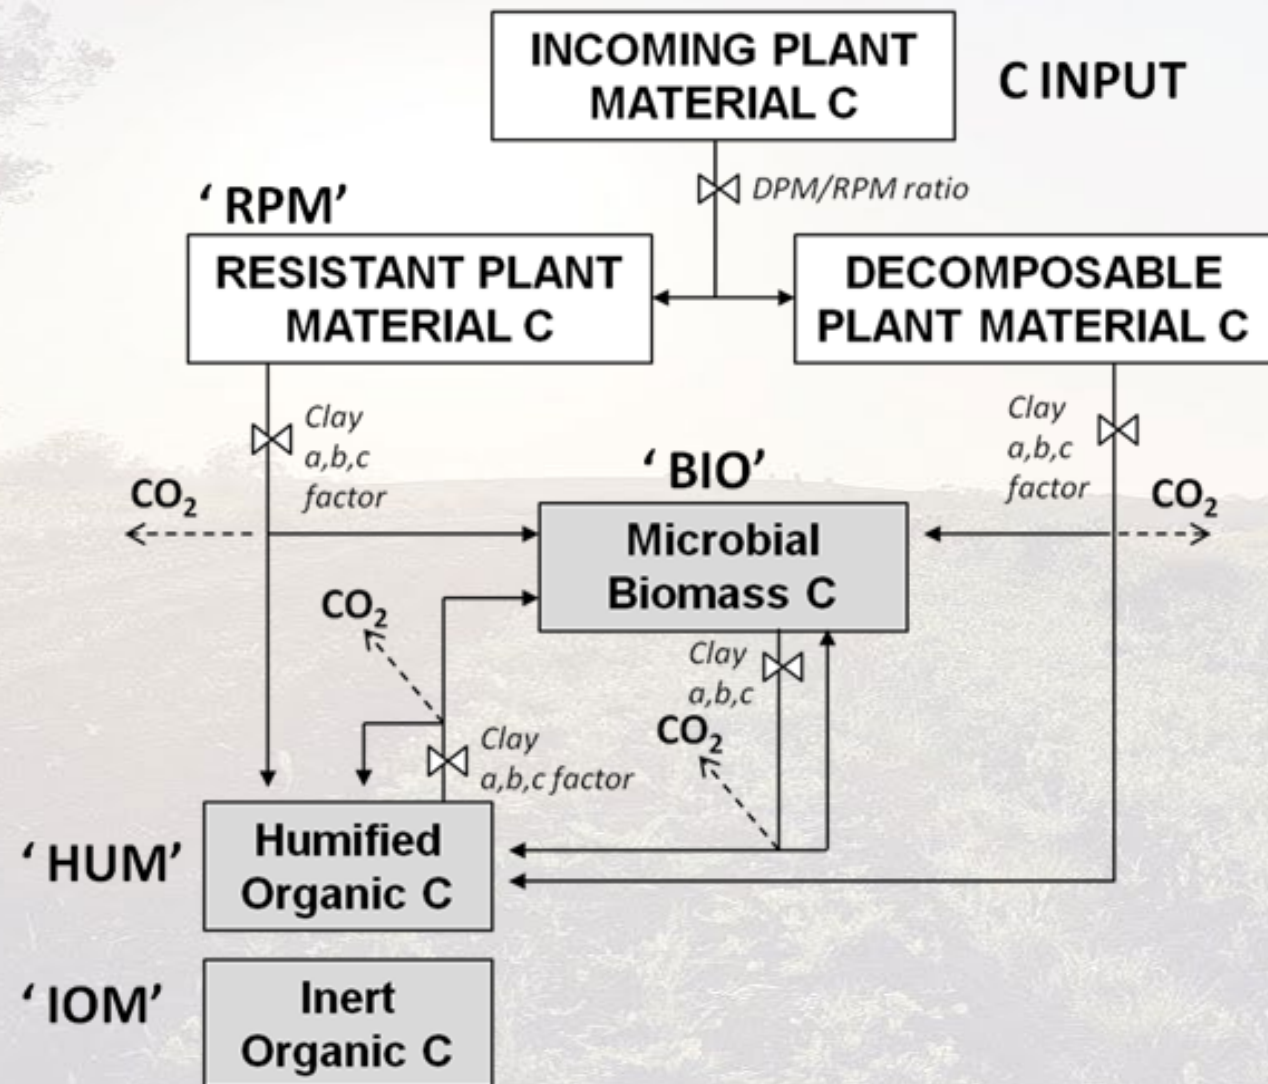 INCOMING PLANT
MATERIAL C
C INPUT
DPM/RPM ratio
‘ RPM’
RESISTANT PLANT
MATERIAL C
DECOMPOSABLE
PLANT MATERIAL C
Clay
a,b,c
factor
CO₂
‘ BIO’
Microbial
Biomass C
Clay
a,b,c
factor
CO₂
CO₂
Clay
a,b,c factor
Clay
a,b,c
CO₂
‘ HUM’
Humified
Organic C
‘ IOM’
Inert
Organic C